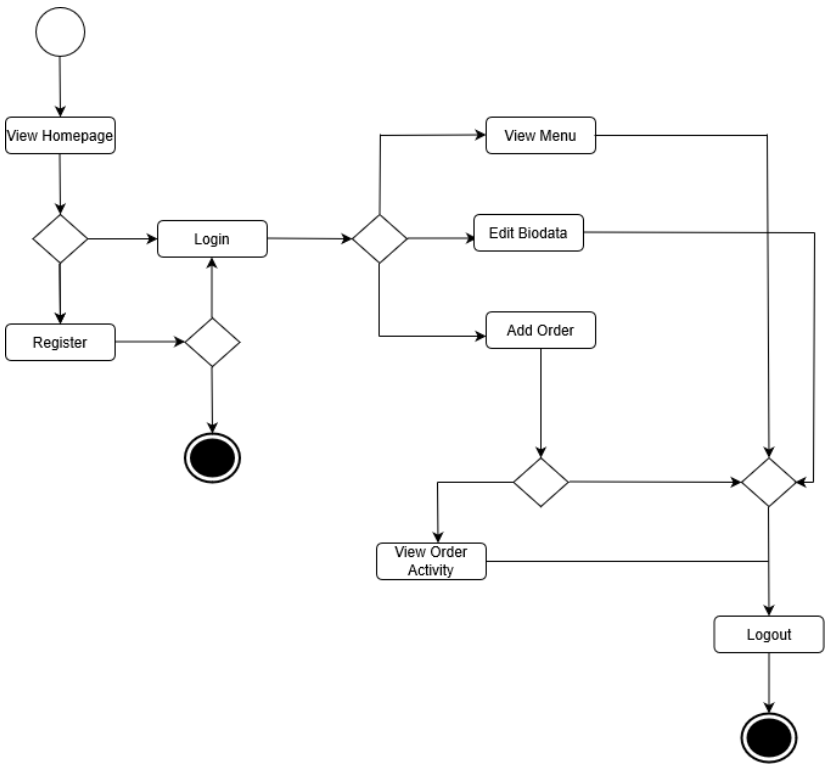 View Homepage
View Menu
Login
Edit Biodata
Register
Add Order
View Order
Activity
Logout